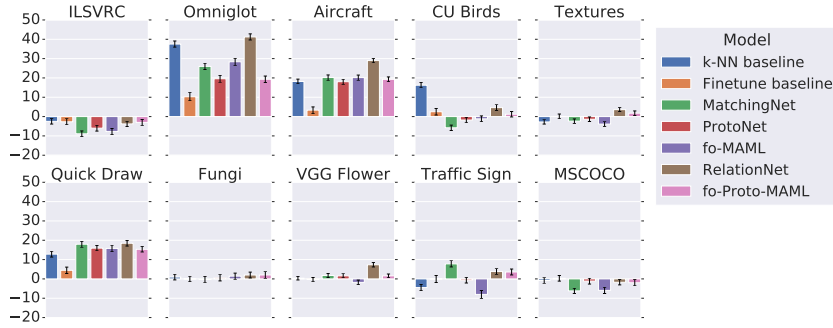 ILSVRC Omniglot Aircraft CU Birds Textures
50
40
30
20
10
0
−10
−20
Quick Draw Fungi VGG Flower Traffic Sign MSCOCO
50
40
30
20
10
0
−10
−20
Model
k-NN baseline
Finetune baseline
MatchingNet
ProtoNet
fo-MAML
RelationNet
fo-Proto-MAML